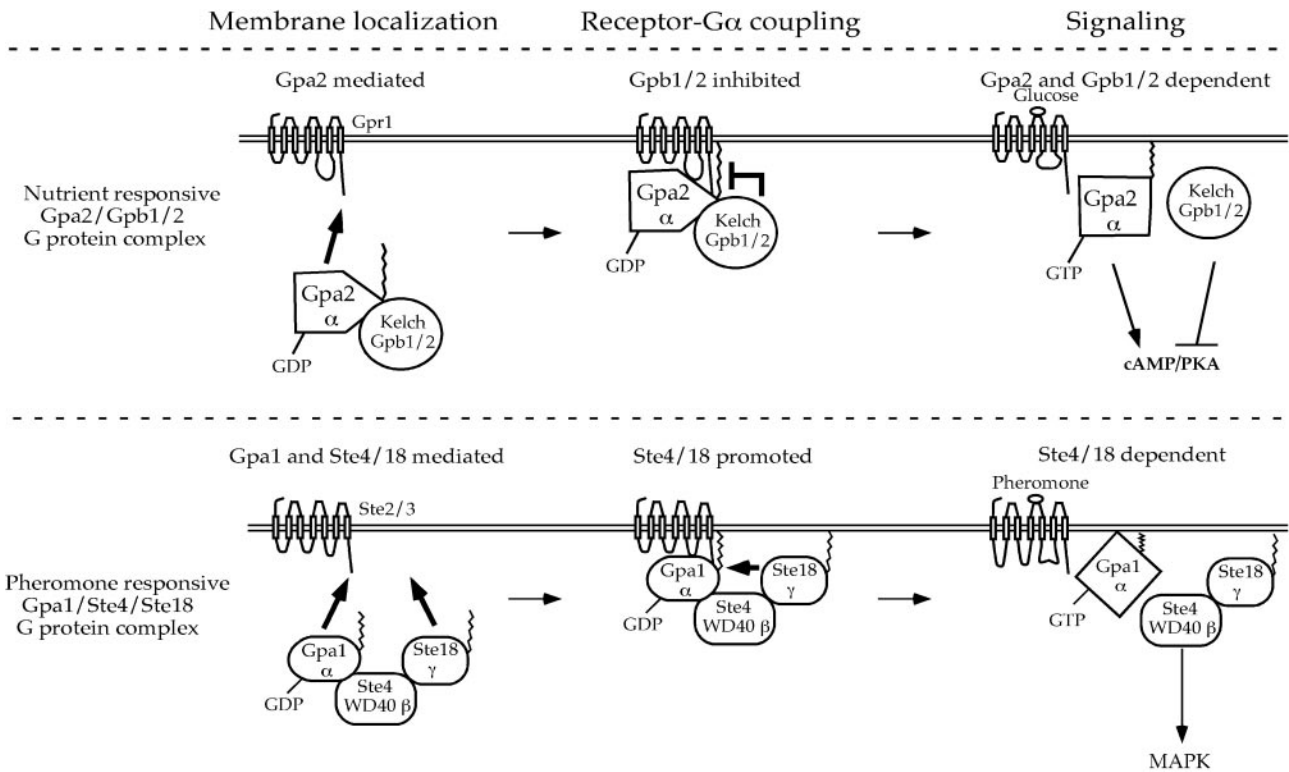 Membrane localization
Receptor-Gα coupling
Signaling
Gpa2 mediated
Gpb1/2 inhibited
Gpa2 and Gpb1/2 dependent
Glucose
Gpr1
Nutrient responsive
Gpa2/Gpb1/2
G protein complex
Gpa2
α
GDP
Kelch
Gpb1/2
Gpa2
α
GDP
Kelch
Gpb1/2
Gpa2
α
GTP
Kelch
Gpb1/2
cAMP/PKA
Gpa1 and Ste4/18 mediated
Ste4/18 promoted
Ste4/18 dependent
Pheromone
Ste2/3
Pheromone responsive
Gpa1/Ste4/Ste18
G protein complex
Gpa1
α
GDP
Ste4
WD40 β
Ste18
γ
Gpa1
α
GDP
Ste4
WD40 β
Ste18
γ
Gpa1
α
GTP
Ste4
WD40 β
Ste18
γ
MAPK